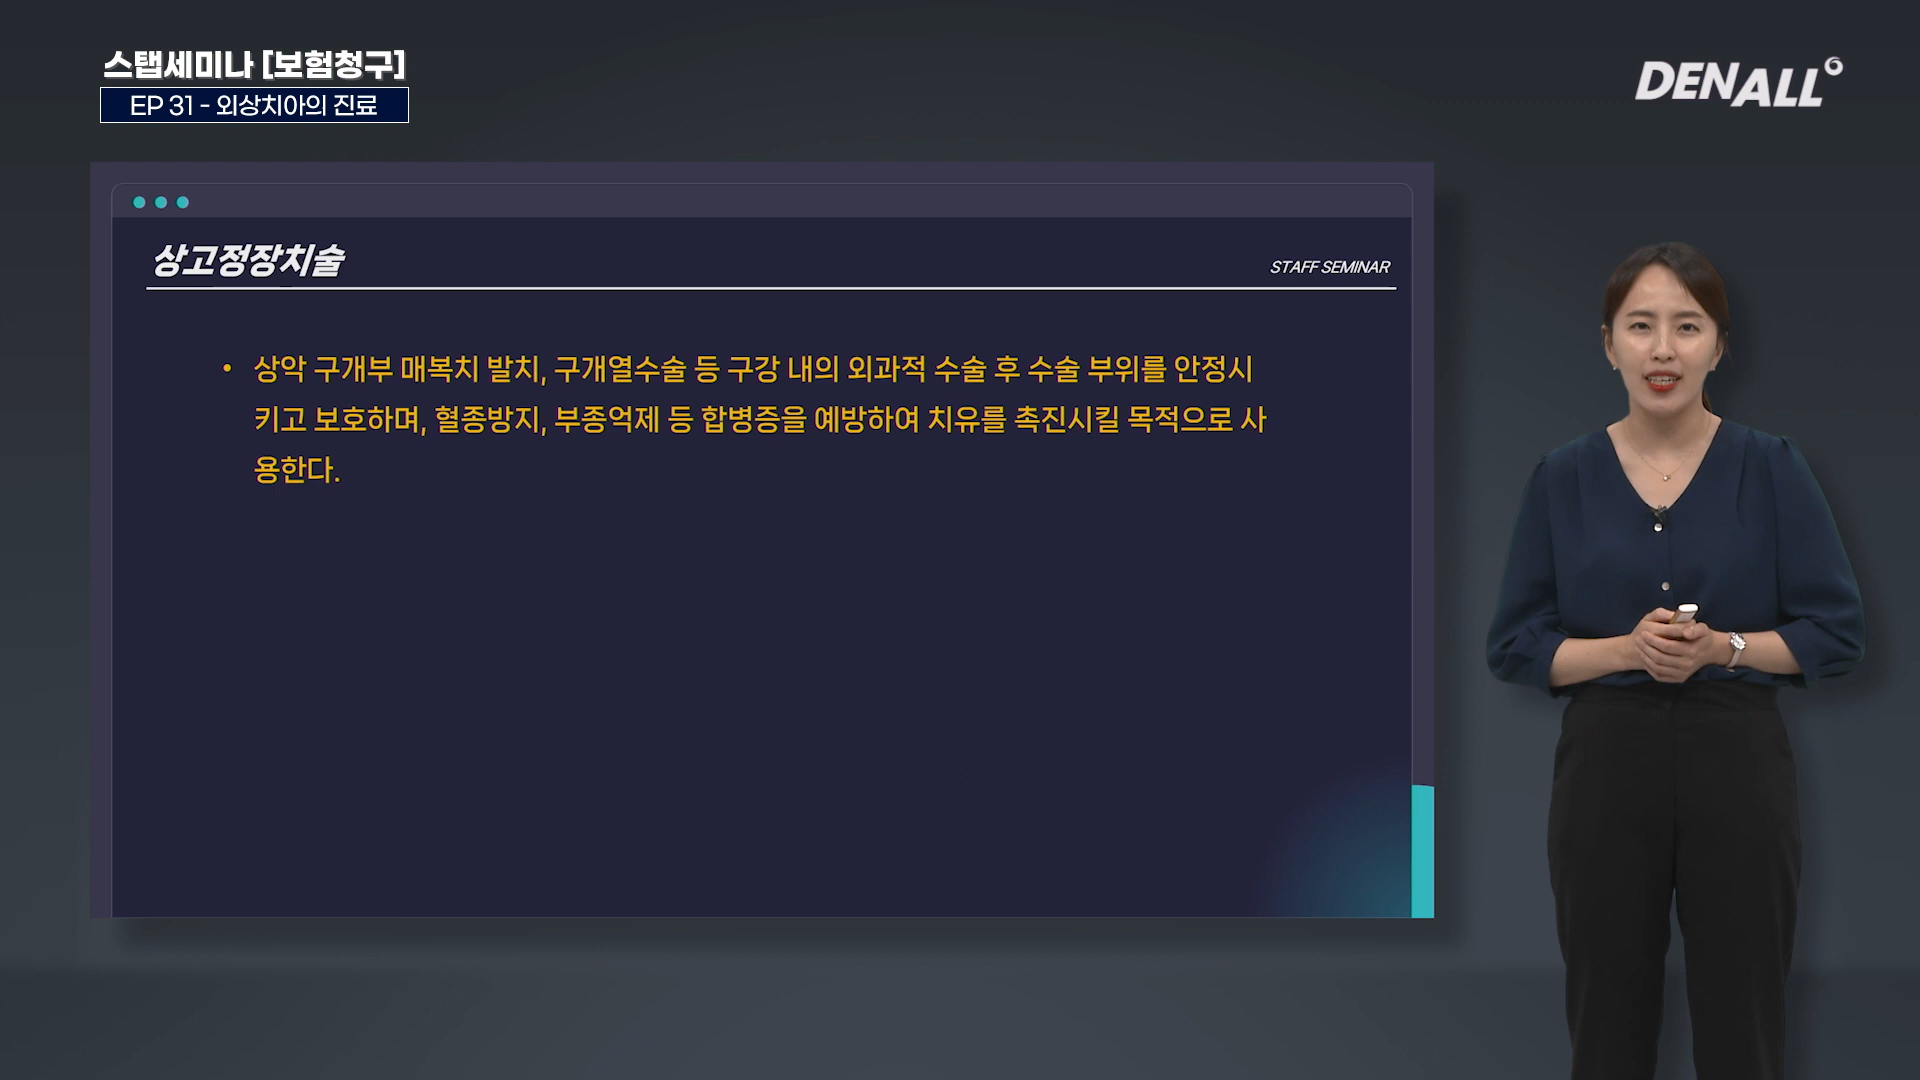 스탭세미나 [보험청구]
EP 31 - 외상치아의 진료
DENALL
상고정장치술
STAFF SEMINAR
• 상악 구개부 매복치 발치, 구개열수술 등 구강 내의 외과적 수술 후 수술 부위를 안정시
키고 보호하며, 혈종방지, 부종억제 등 합병증을 예방하여 치유를 촉진시킬 목적으로 사
용한다.